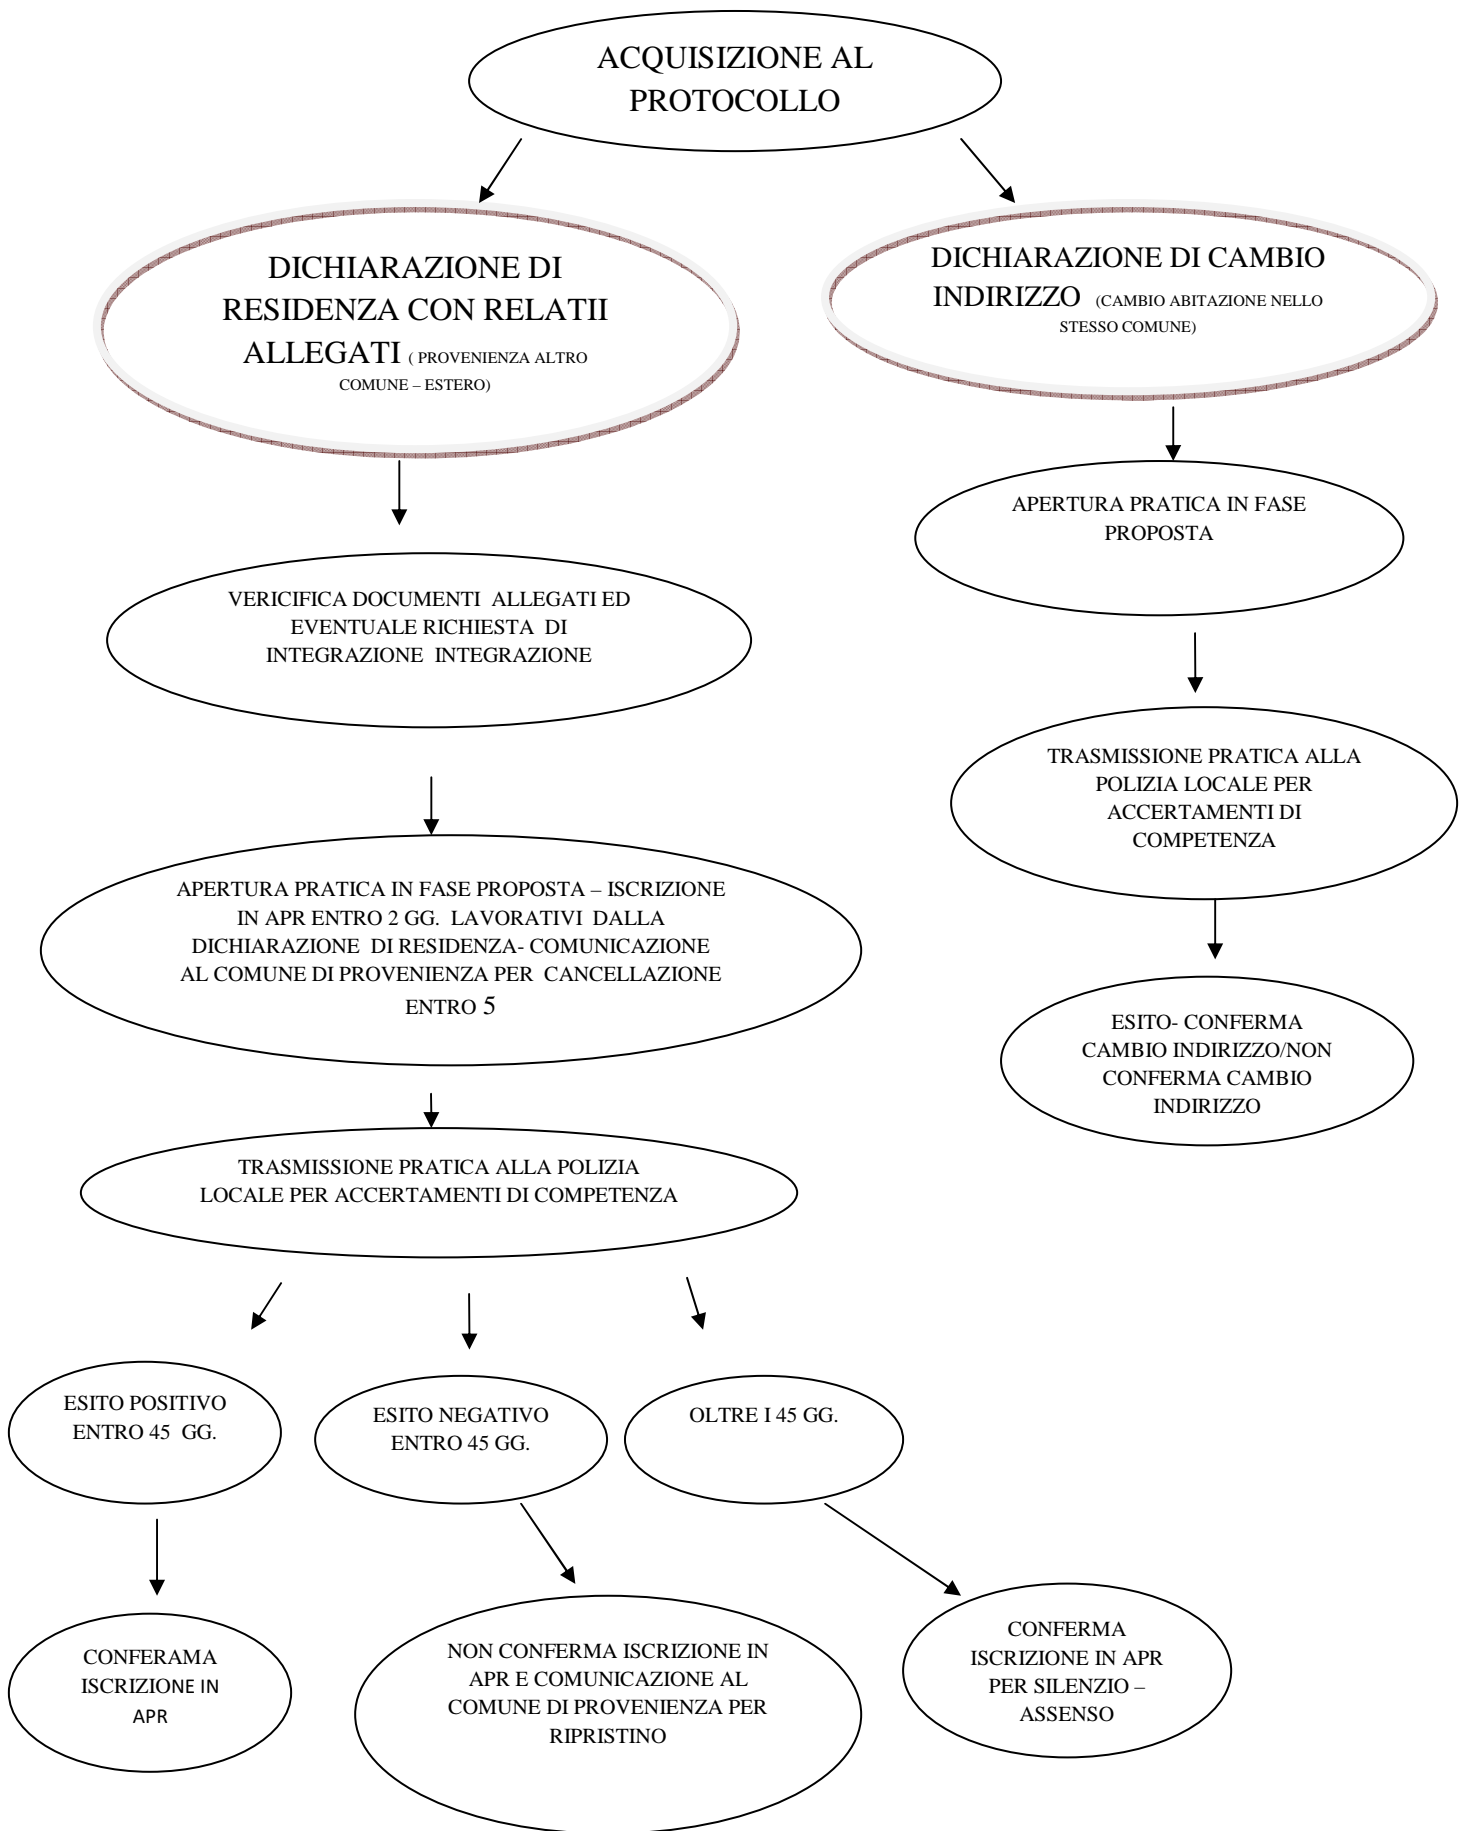 ACQUISIZIONE AL
PROTOCOLLO
DICHIARAZIONE DI
RESIDENZA CON RELATII
ALLEGATI ( PROVENIENZA ALTRO
COMUNE – ESTERO)
DICHIARAZIONE DI CAMBIO
INDIRIZZO (CAMBIO ABITAZIONE NELLO
STESSO COMUNE)
APERTURA PRATICA IN FASE
PROPOSTA
VERICIFICA DOCUMENTI ALLEGATI ED
EVENTUALE RICHIESTA DI
INTEGRAZIONE INTEGRAZIONE
TRASMISSIONE PRATICA ALLA
POLIZIA LOCALE PER
ACCERTAMENTI DI
COMPETENZA
APERTURA PRATICA IN FASE PROPOSTA – ISCRIZIONE
IN APR ENTRO 2 GG. LAVORATIVI DALLA
DICHIARAZIONE DI RESIDENZA- COMUNICAZIONE
AL COMUNE DI PROVENIENZA PER CANCELLAZIONE
ENTRO 5
ESITO- CONFERMA
CAMBIO INDIRIZZO/NON
CONFERMA CAMBIO
INDIRIZZO
TRASMISSIONE PRATICA ALLA POLIZIA
LOCALE PER ACCERTAMENTI DI COMPETENZA
ESITO POSITIVO
ENTRO 45 GG.
ESITO NEGATIVO
ENTRO 45 GG.
OLTRE I 45 GG.
CONFERAMA
ISCRIZIONE IN
APR
NON CONFERMA ISCRIZIONE IN
APR E COMUNICAZIONE AL
COMUNE DI PROVENIENZA PER
RIPRISTINO
CONFERMA
ISCRIZIONE IN APR
PER SILENZIO –
ASSENSO